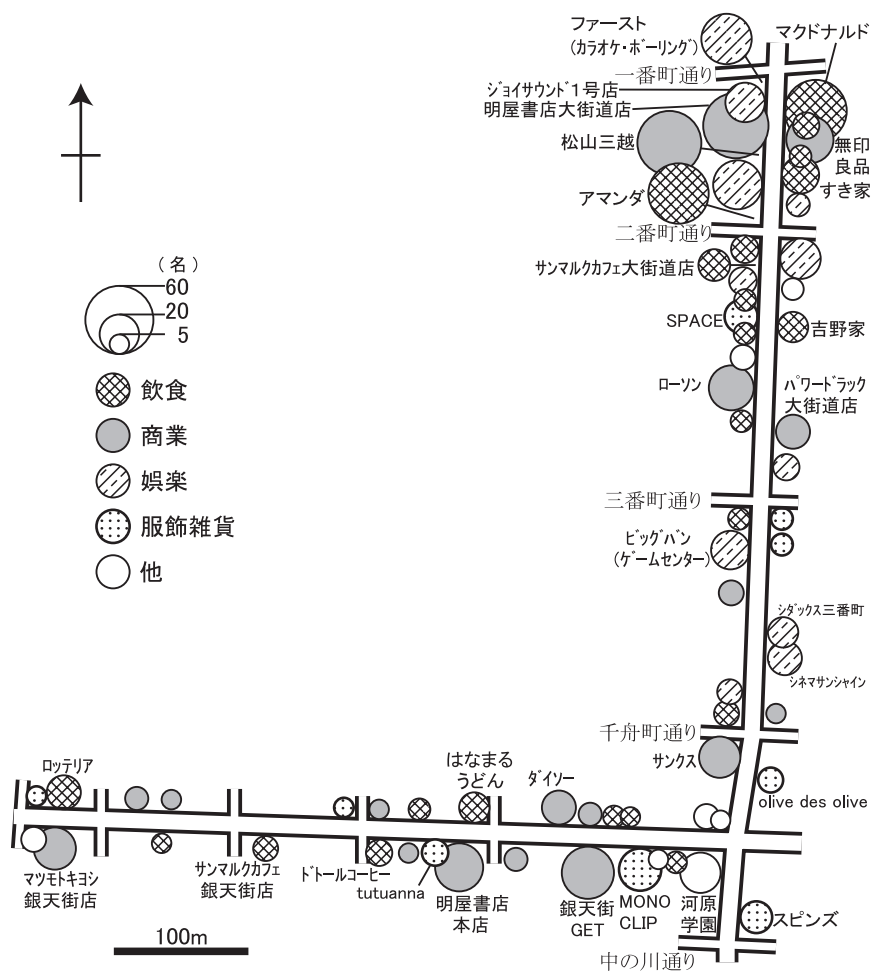 ファースト
(カラオケ・ボーリング)
マクドナルド
一番町通り
ジョイサウンド1号店
明屋書店大街道店
松山三越
無印
良品
すき家
アマンダ
二番町通り
サンマルクカフェ大街道店
SPACE
吉野家
ローソン
パワードラック
大街道店
(名)
60
20
5
飲食
商業
娯楽
服飾雑貨
他
三番町通り
ビッグバン
(ゲームセンター)
シダックス三番町
シネマサンシャイン
千舟町通り
サンクス
olive des olive
ロッテリア
はなまる
うどん
ダイソー
マツモトキヨシ
銀天街店
サンマルクカフェ
銀天街店
ドトールコーヒー
tutuanna
明屋書店
本店
銀天街
GET
MONO
CLIP
河原
学園
スピンズ
中の川通り
100m